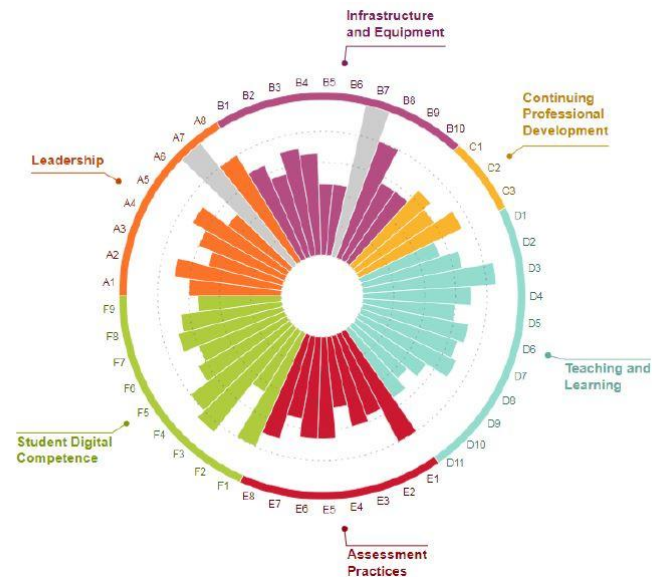 Infrastructure
and Equipment
Continuing
Professional
Development
Leadership
Teaching and
Learning
Student Digital
Competence
Assessment
Practices
A1
A2
A3
A4
A5
A6
A7
A8
B1
B2
B3
B4
B5
B6
B7
B8
B9
B10
C1
C2
C3
D1
D2
D3
D4
D5
D6
D7
D8
D9
D10
D11
E1
E2
E3
E4
E5
E6
E7
E8
F1
F2
F3
F4
F5
F6
F7
F8
F9